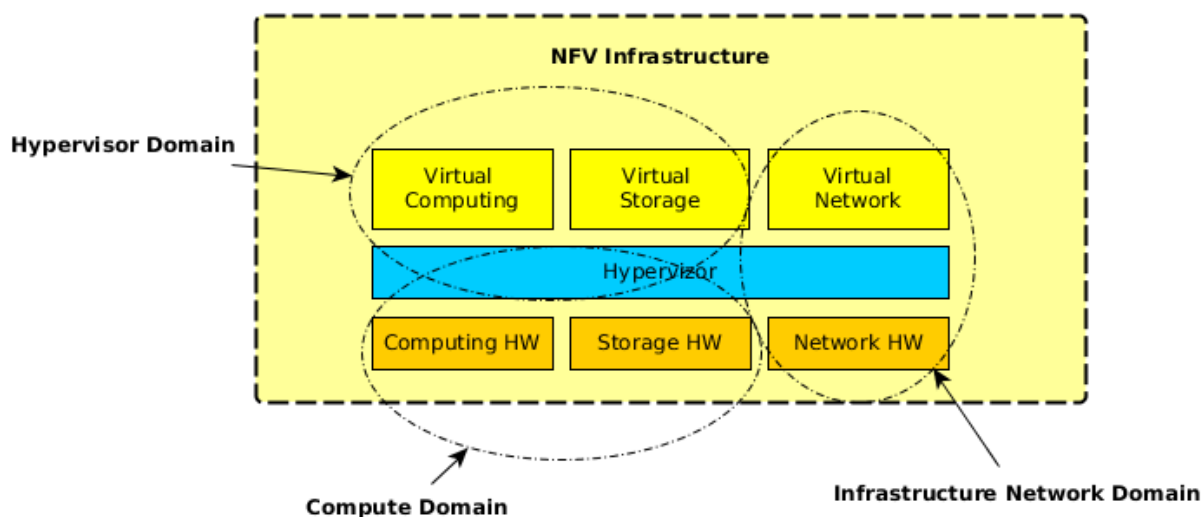 NFV Infrastructure
Hypervisor Domain
Virtual
Computing
Virtual
Storage
Virtual
Network
Hypervizor
Computing HW
Storage HW
Network HW
Compute Domain
Infrastructure Network Domain